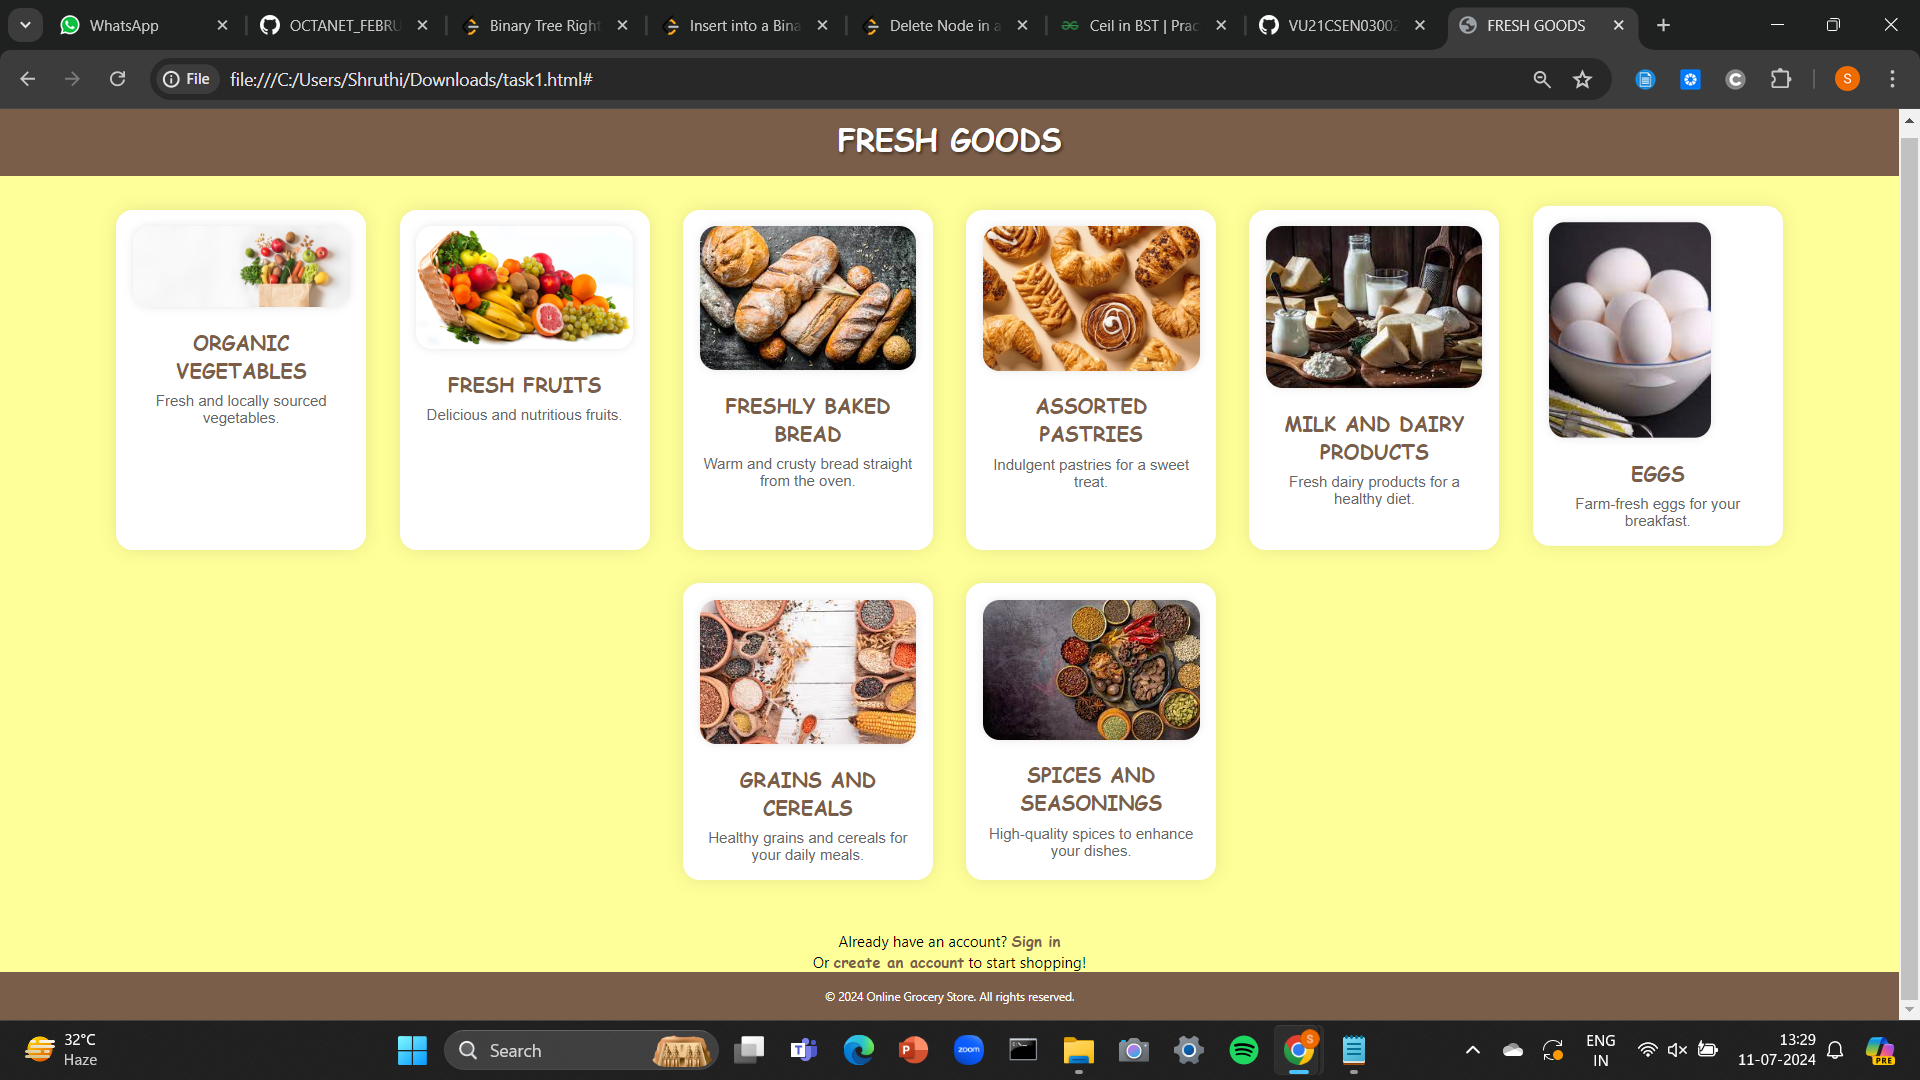 WhatsApp
OCTANET_FEBRU
Binary Tree Right
Insert into a Bina
Delete Node in a
Ceil in BST | Prac
VU21CSEN03002
FRESH GOODS
File
file:///C:/Users/Shruthi/Downloads/task1.html#
S
FRESH GOODS
ORGANIC
VEGETABLES
Fresh and locally sourced
vegetables.
FRESH FRUITS
Delicious and nutritious fruits.
FRESHLY BAKED
BREAD
Warm and crusty bread straight
from the oven.
ASSORTED
PASTRIES
Indulgent pastries for a sweet
treat.
MILK AND DAIRY
PRODUCTS
Fresh dairy products for a
healthy diet.
EGGS
Farm-fresh eggs for your
breakfast.
GRAINS AND
CEREALS
Healthy grains and cereals for
your daily meals.
SPICES AND
SEASONINGS
High-quality spices to enhance
your dishes.
Already have an account? Sign in
Or create an account to start shopping!
© 2024 Online Grocery Store. All rights reserved.
32°C
Haze
Search
zoom
S
ENG
IN
13:29
11-07-2024
PRE